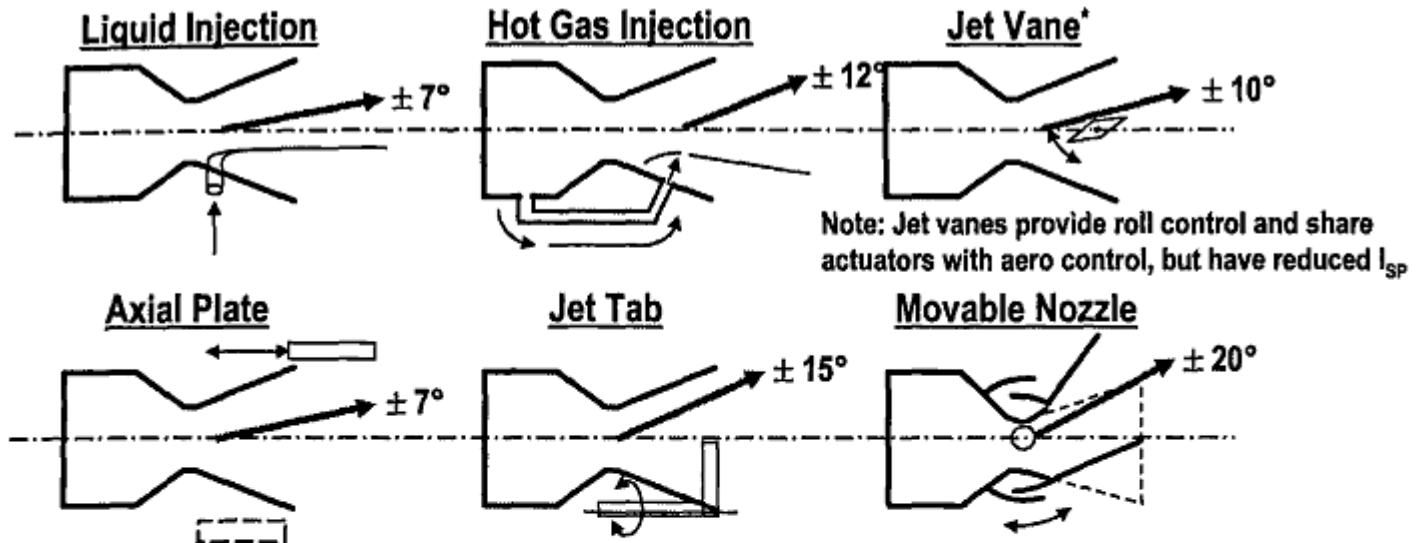 Liquid Injection
Hot Gas Injection
Jet Vane*
± 7°
± 12°
± 10°
Note: Jet vanes provide roll control and share
actuators with aero control, but have reduced I_SP
Axial Plate
Jet Tab
Movable Nozzle
± 7°
± 15°
± 20°